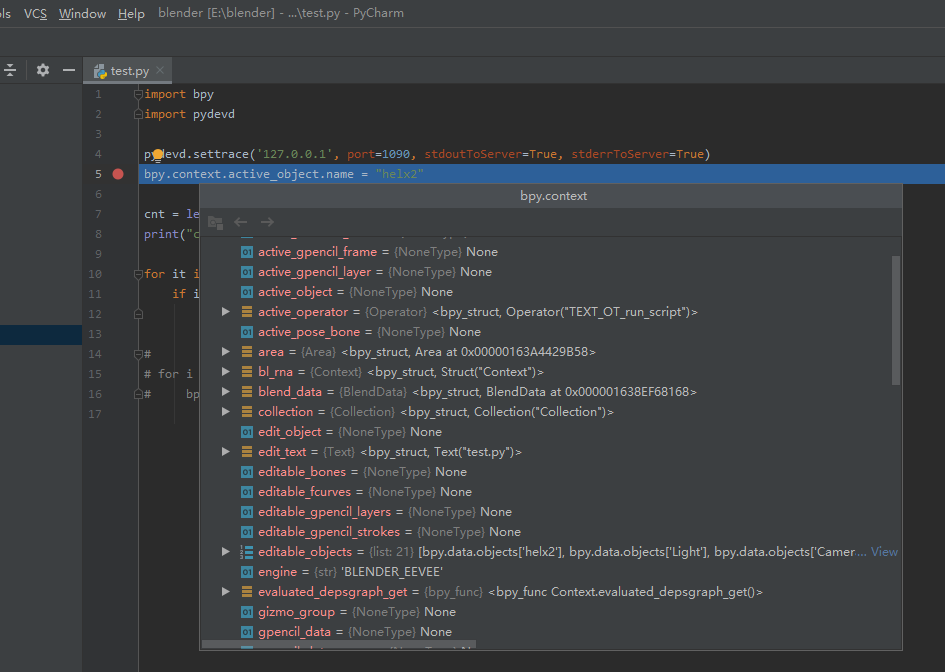 VCS Window Help blender [E:\blender] - ...\test.py - PyCharm
test.py
1 import bpy
2 import pydevd
3
4 pydevd.settrace('127.0.0.1', port=1090, stdoutToServer=True, stderrToServer=True)
5 bpy.context.active_object.name = "helx2"
6
bpy.context
7 cnt = le
8 print("c
9
10 for it i
11 if i
12
13
14 #
15 # for i
16 # bp
17
active_gpencil_frame = {NoneType} None
active_gpencil_layer = {NoneType} None
active_object = {NoneType} None
active_operator = {Operator} <bpy_struct, Operator("TEXT_OT_run_script")>
active_pose_bone = {NoneType} None
area = {Area} <bpy_struct, Area at 0x00000163A4429B58>
bl_rna = {Context} <bpy_struct, Struct("Context")>
blend_data = {BlendData} <bpy_struct, BlendData at 0x000001638EF68168>
collection = {Collection} <bpy_struct, Collection("Collection")>
edit_object = {NoneType} None
edit_text = {Text} <bpy_struct, Text("test.py")>
editable_bones = {NoneType} None
editable_fcurves = {NoneType} None
editable_gpencil_layers = {NoneType} None
editable_gpencil_strokes = {NoneType} None
editable_objects = {list: 21} [bpy.data.objects['helx2'], bpy.data.objects['Light'], bpy.data.objects['Camer... View
engine = {str} 'BLENDER_EEVEE'
evaluated_depsgraph_get = {bpy_func} <bpy_func Context.evaluated_depsgraph_get()>
gizmo_group = {NoneType} None
gpencil_data = {NoneType} None